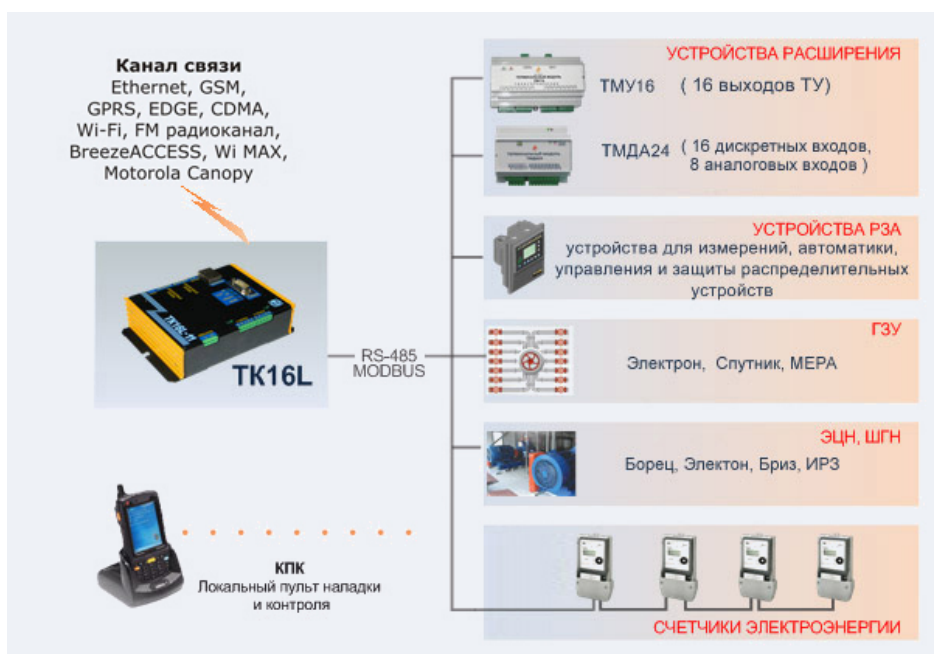 Канал связи
Ethernet, GSM,
GPRS, EDGE, CDMA,
Wi-Fi, FM радиоканал,
BreezeACCESS, Wi MAX,
Motorola Canopy
TK16L-11
TK16L
RS-485
MODBUS
КПК
Локальный пульт наладки
и контроля
УСТРОЙСТВА РАСШИРЕНИЯ
ТМУ16 ( 16 выходов ТУ)
ТМДА24 ( 16 дискретных входов,
8 аналоговых входов )
УСТРОЙСТВА РЗА
устройства для измерений, автоматики,
управления и защиты распределительных
устройств
ГЗУ
Электрон, Спутник, МЕРА
ЭЦН, ШГН
Борец, Электон, Бриз, ИРЗ
СЧЕТЧИКИ ЭЛЕКТРОЭНЕРГИИ